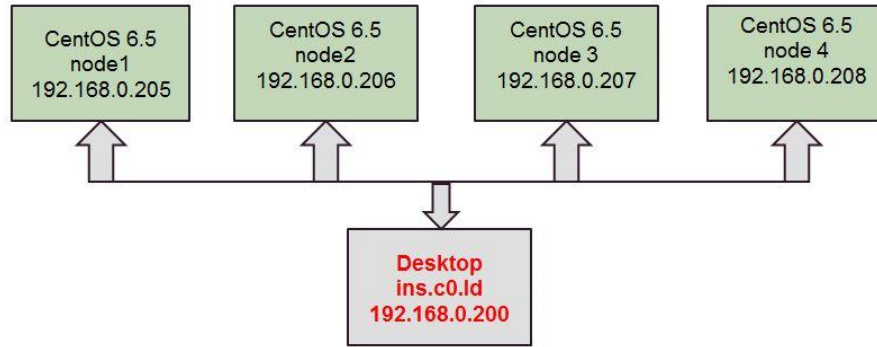 CentOS 6.5
node1
192.168.0.205
CentOS 6.5
node2
192.168.0.206
CentOS 6.5
node 3
192.168.0.207
CentOS 6.5
node 4
192.168.0.208
Desktop
ins.c0.ld
192.168.0.200